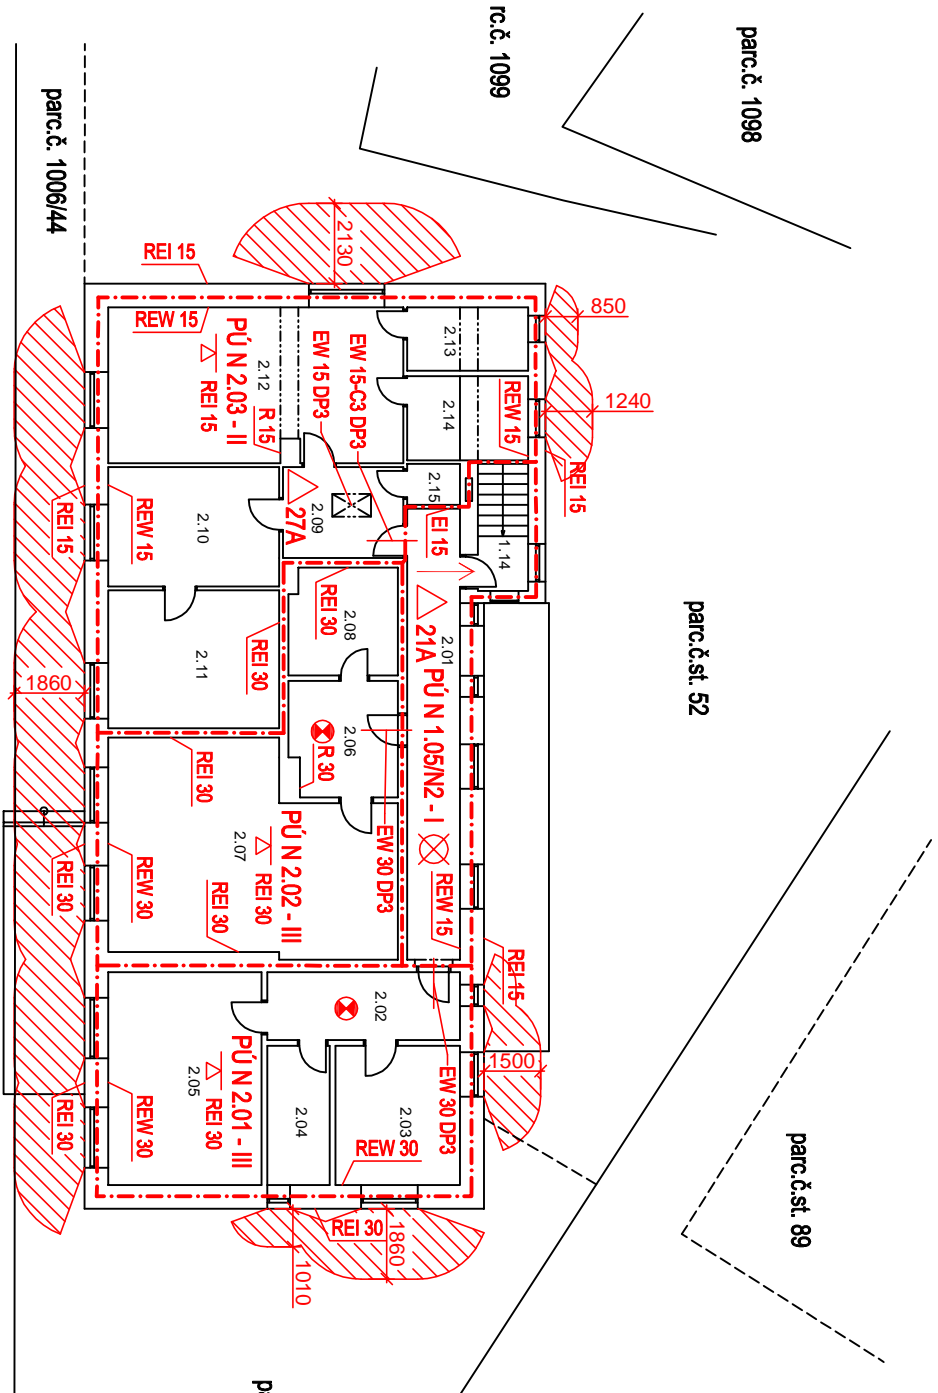 parc.č. 1098
rc.č. 1099
parc.č. 1006/44
parc.č.st. 52
parc.č.st. 89
pa
REI 15
REW 15
2130
850
1240
REW 15
REI 15
2.13
2.14
2.15
1.14
EW 15-C3 DP3
EW 15 DP3
R 15
2.12
PÚ N 2.03 - II
REI 15
2.09
27A
EI 15
2.10
REW 15
REI 15
2.11
REI 30
2.08
REI 30
2.01
21A PÚ N 1.05/N2 - I
REW 15
REI 15
1860
2.06
R 30
EW 30 DP3
REI 30
PÚ N 2.02 - III
2.07
REI 30
REI 30
REW 30
REI 30
2.02
EW 30 DP3
1500
2.03
REW 30
2.04
PÚ N 2.01 - III
2.05
REI 30
REW 30
REI 30
REI 30
1860
1010